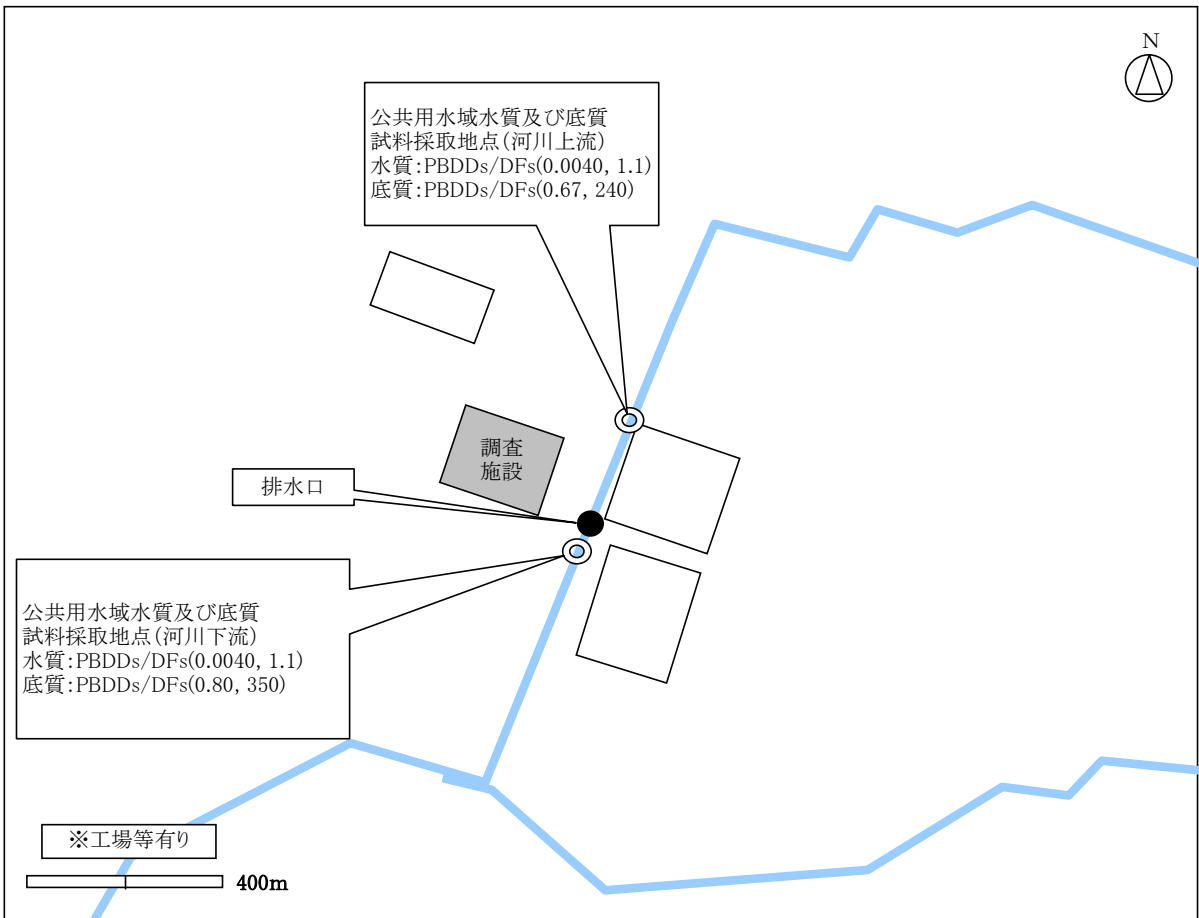 N
公共用水域水質及び底質
試料採取地点(河川上流)
水質:PBDDs/DFs(0.0040, 1.1)
底質:PBDDs/DFs(0.67, 240)
調査
施設
排水口
公共用水域水質及び底質
試料採取地点(河川下流)
水質:PBDDs/DFs(0.0040, 1.1)
底質:PBDDs/DFs(0.80, 350)
※工場等有り
400m